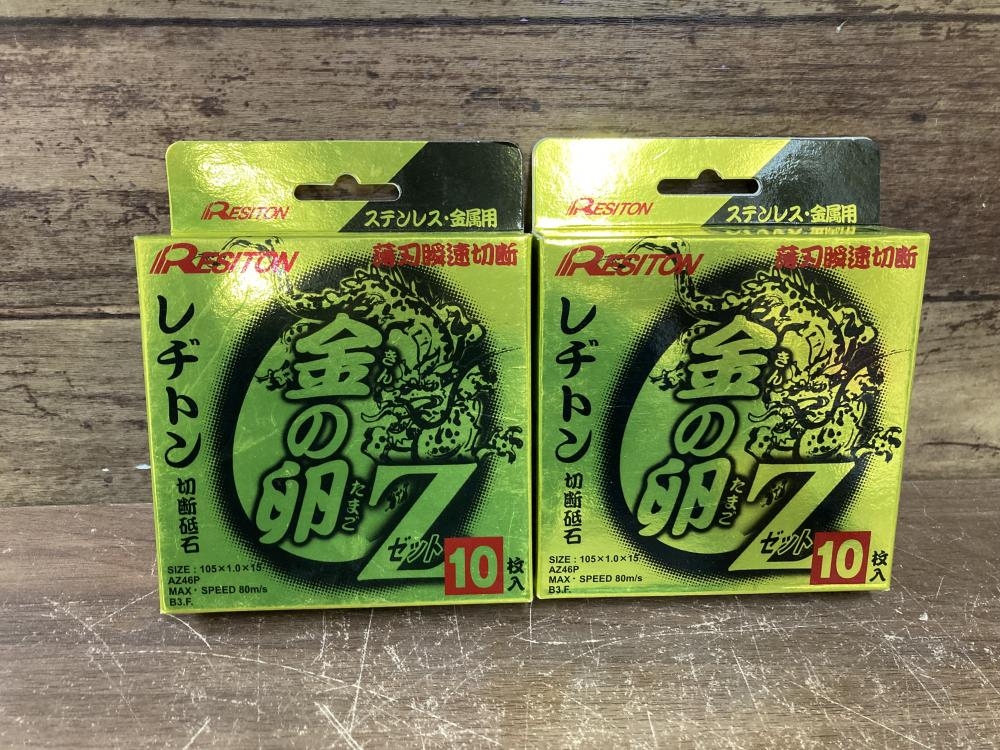 RESITON
ステンレス・金属用
RESITON
薄刃瞬速切断
レヂトン
切断砥石
金の卵
きん
たまご
Z
ゼット
10
枚入
SIZE : 105×1.0×15
AZ46P
MAX・SPEED 80m/s
B3.F.
RESITON
ステンレス・金属用
RESITON
薄刃瞬速切断
レヂトン
切断砥石
金の卵
きん
たまご
Z
ゼット
10
枚入
SIZE : 105×1.0×15
AZ46P
MAX・SPEED 80m/s
B3.F.